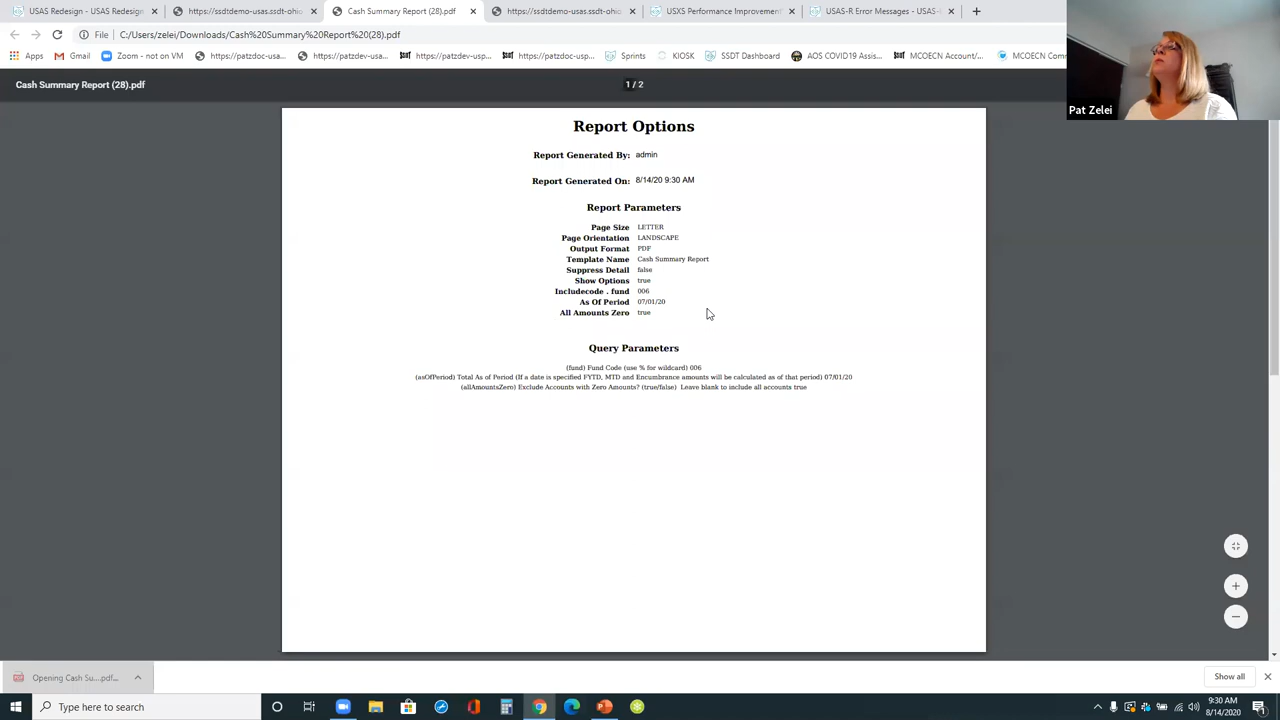 USAS Redesign - USAS Redesign
https://ssdtdemo-usas.ssdt-ohio
Cash Summary Report (28).pdf
https://ssdtdemo-usxs.ssdt-ohio
USXS Performance Improvement
USAS-R Error Messages - USAS-
File
C:/Users/zelei/Downloads/Cash%20Summary%20Report%20(28).pdf
Apps
Gmail
Zoom - not on VM
https://patzdoc-usa...
https://patzdev-usa...
https://patzdev-usp...
https://patzdoc-usp...
Sprints
KIOSK
SSDT Dashboard
AOS COVID19 Assis...
MCOECN Account/...
MCOECN Com
Cash Summary Report (28).pdf
1 / 2
Pat Zelei
Report Options
Report Generated By: admin
Report Generated On: 8/14/20 9:30 AM
Report Parameters
Page Size LETTER
Page Orientation LANDSCAPE
Output Format PDF
Template Name Cash Summary Report
Suppress Detail false
Show Options true
Includecode . fund 006
As Of Period 07/01/20
All Amounts Zero true
Query Parameters
(fund) Fund Code (use % for wildcard) 006
(asOfPeriod) Total As of Period (If a date is specified FYTD, MTD and Encumbrance amounts will be calculated as of that period) 07/01/20
(allAmountsZero) Exclude Accounts with Zero Amounts? (true/false) Leave blank to include all accounts true
Opening Cash Su....pdf...
Show all
Type here to search
9:30 AM
8/14/2020